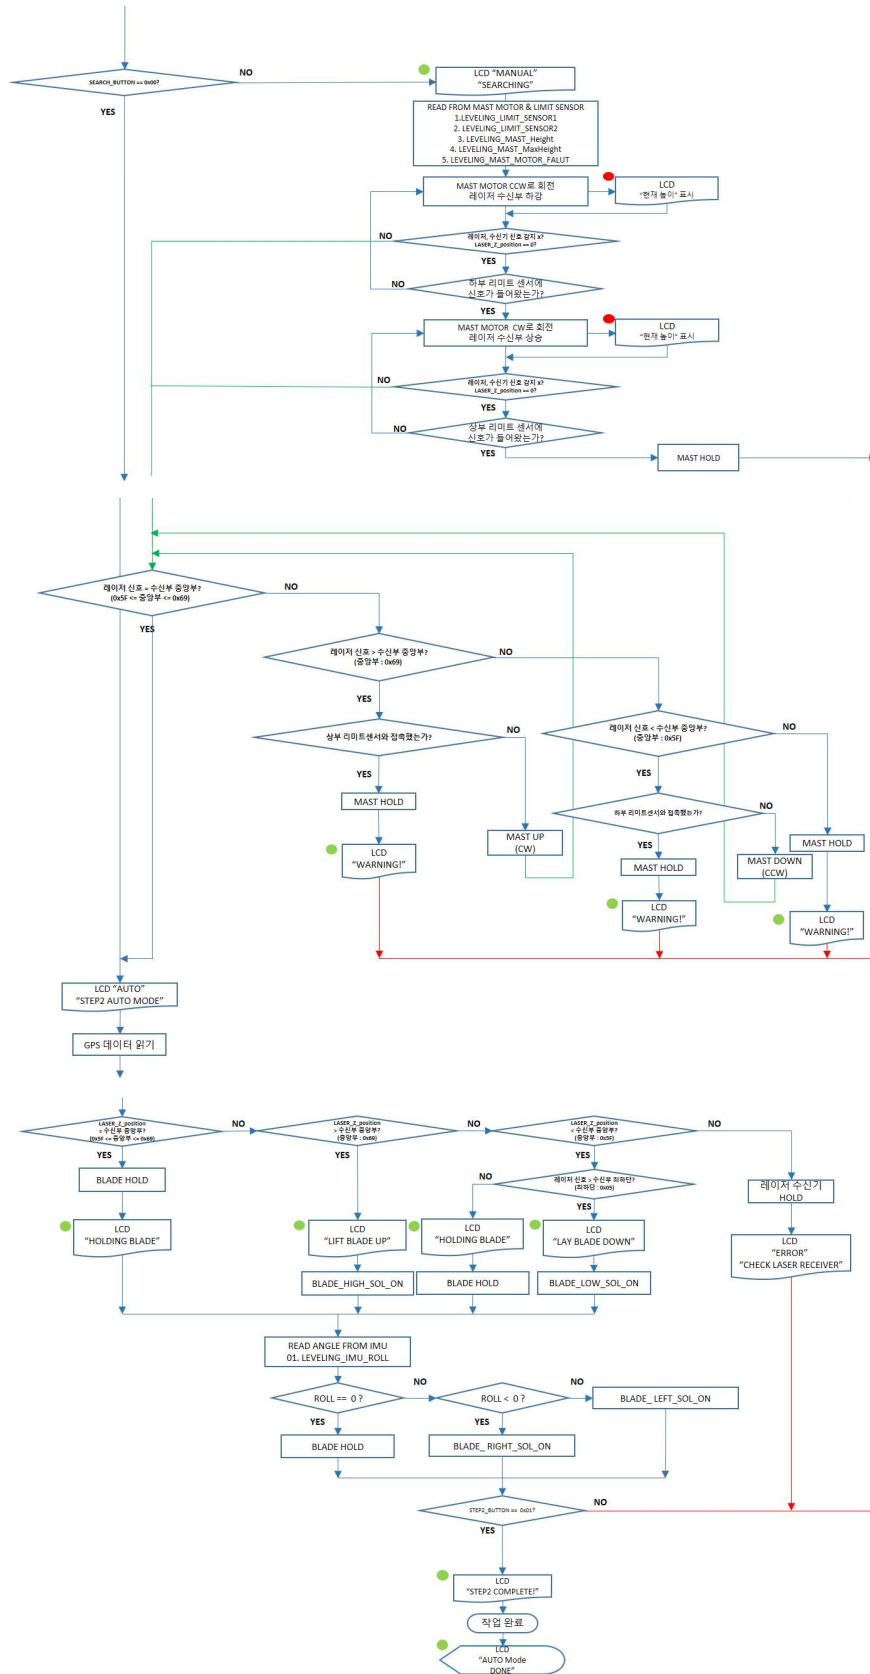 SEARCH_BUTTON == 0x00?
NO
YES
LCD "MANUAL"
"SEARCHING"
READ FROM MAST MOTOR & LIMIT SENSOR
1.LEVELING_LIMIT_SENSOR1
2. LEVELING_LIMIT_SENSOR2
3. LEVELING_MAST_Height
4. LEVELING_MAST_MaxHeight
5. LEVELING_MAST_MOTOR_FALUT
MAST MOTOR CCW로 회전
레이저 수신부 하강
LCD
"현재 높이" 표시
레이저, 수신기 신호 감지 x?
LASER_Z_position == 0?
NO
YES
하부 리미트 센서에
신호가 들어왔는가?
NO
YES
MAST MOTOR CW로 회전
레이저 수신부 상승
LCD
"현재 높이" 표시
레이저, 수신기 신호 감지 x?
LASER_Z_position == 0?
NO
YES
상부 리미트 센서에
신호가 들어왔는가?
NO
YES
MAST HOLD
레이저 신호 = 수신부 중앙부?
(0x5F <= 중앙부 <= 0x69)
NO
YES
레이저 신호 > 수신부 중앙부?
(중앙부 : 0x69)
NO
YES
상부 리미트센서와 접촉했는가?
NO
YES
MAST HOLD
LCD
"WARNING!"
MAST UP
(CW)
레이저 신호 < 수신부 중앙부?
(중앙부 : 0x5F)
NO
YES
하부 리미트센서와 접촉했는가?
NO
YES
MAST HOLD
LCD
"WARNING!"
MAST DOWN
(CCW)
MAST HOLD
LCD
"WARNING!"
LCD "AUTO"
"STEP2 AUTO MODE"
GPS 데이터 읽기
LASER_Z_position
= 수신부 중앙부?
(0x5F <= 중앙부 <= 0x69)
NO
YES
LASER_Z_position
> 수신부 중앙부?
(중앙부 : 0x69)
NO
YES
LASER_Z_position
< 수신부 중앙부?
(중앙부 : 0x5F)
NO
YES
BLADE HOLD
LCD
"HOLDING BLADE"
레이저 신호 > 수신부 최하단?
(최하단 : 0x05)
NO
YES
LCD
"LIFT BLADE UP"
BLADE_HIGH_SOL_ON
LCD
"HOLDING BLADE"
BLADE HOLD
LCD
"LAY BLADE DOWN"
BLADE_LOW_SOL_ON
레이저 수신기
HOLD
LCD
"ERROR"
"CHECK LASER RECEIVER"
READ ANGLE FROM IMU
01. LEVELING_IMU_ROLL
ROLL == 0 ?
NO
YES
ROLL < 0 ?
NO
YES
BLADE_ LEFT_SOL_ON
BLADE HOLD
BLADE_ RIGHT_SOL_ON
STEP2_BUTTON == 0x01?
NO
YES
LCD
"STEP2 COMPLETE!"
작업 완료
LCD
"AUTO Mode
DONE"